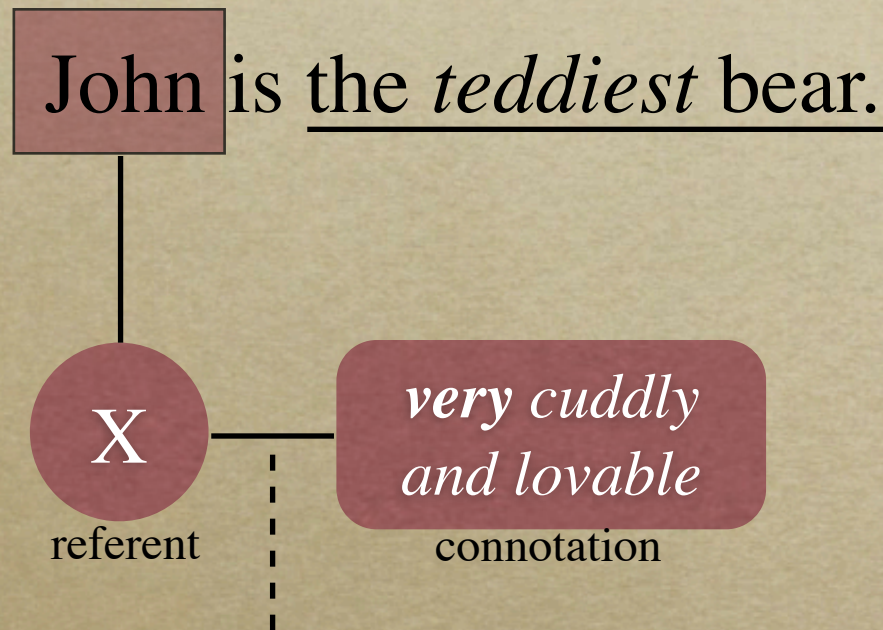 John is the teddiest bear.
X
very cuddly
and lovable
referent
connotation